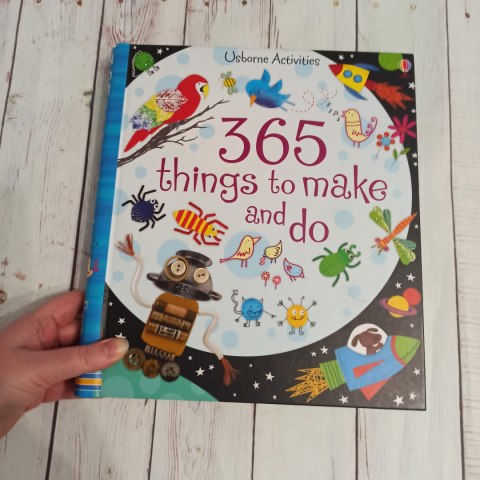 Usborne Activities
365
things to make
and do